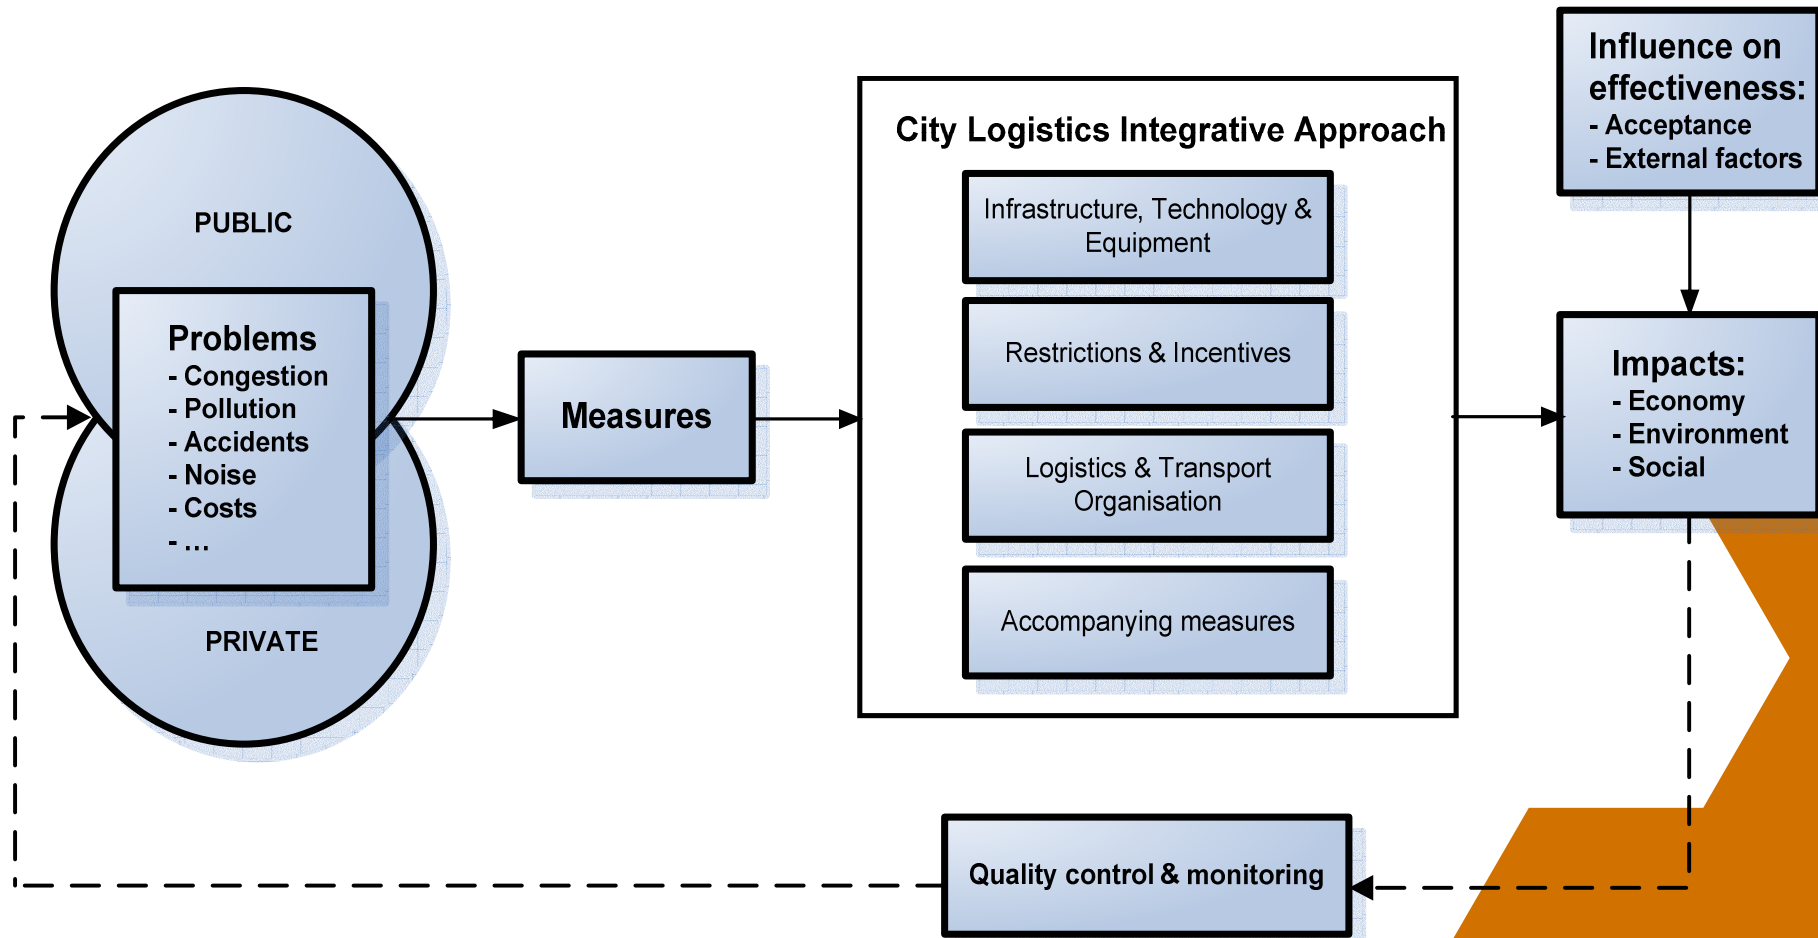 PUBLIC
Problems
- Congestion
- Pollution
- Accidents
- Noise
- Costs
- ...
PRIVATE
Measures
City Logistics Integrative Approach
Infrastructure, Technology &
Equipment
Restrictions & Incentives
Logistics & Transport
Organisation
Accompanying measures
Influence on
effectiveness:
- Acceptance
- External factors
Impacts:
- Economy
- Environment
- Social
Quality control & monitoring